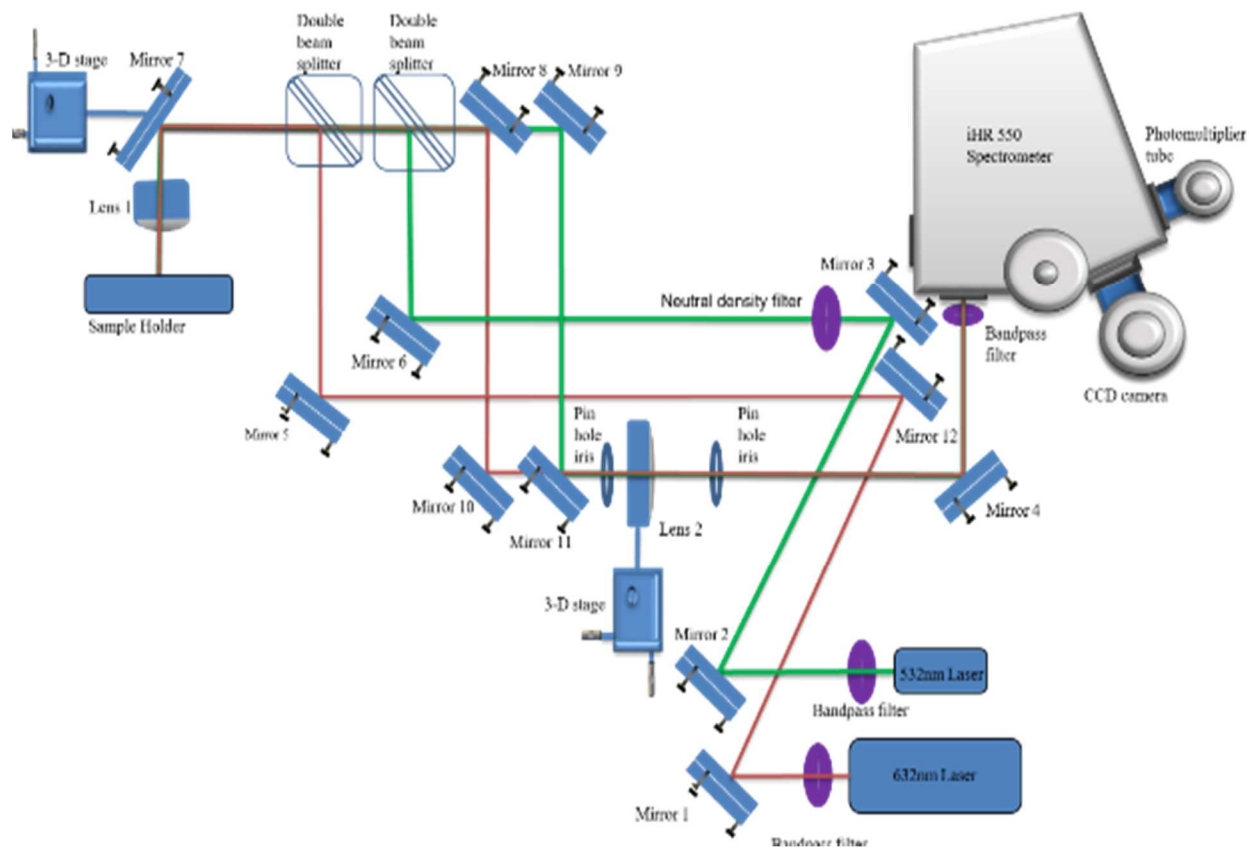 Double
beam
splitter
Double
beam
splitter
3-D stage
Mirror 7
Mirror 8
Mirror 9
iHR 550
Spectrometer
Photomultiplier
tube
Lens 1
Sample Holder
Mirror 3
Neutral density filter
Bandpass
filter
Mirror 6
CCD camera
Mirror 5
Pin
hole
iris
Pin
hole
iris
Mirror 12
Mirror 10
Mirror 11
Lens 2
Mirror 4
3-D stage
Mirror 2
532nm Laser
Bandpass filter
632nm Laser
Mirror 1
Bandpass filter